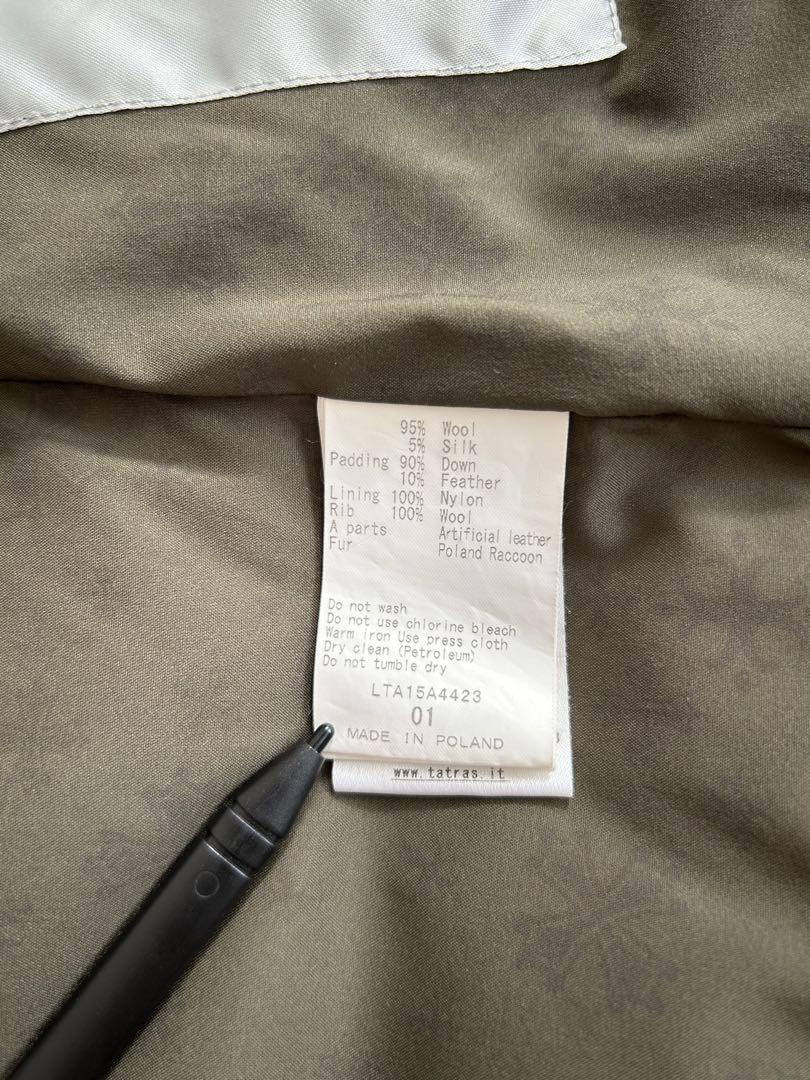 95% Wool
5% Silk
Padding 90% Down
10% Feather
Lining 100% Nylon
Rib 100% Wool
A parts Artificial leather
Fur Poland Raccoon
Do not wash
Do not use chlorine bleach
Warm iron Use press cloth
Dry clean (Petroleum)
Do not tumble dry
LTA15A4423
01
MADE IN POLAND
www.tatras.it